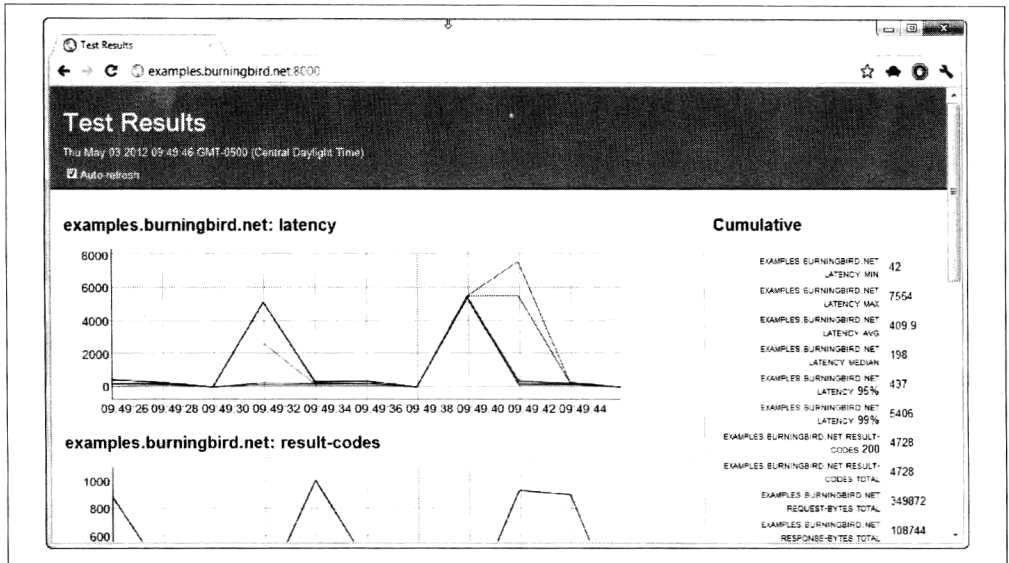 Test Results
examples.burningbird.net:8000
Test Results
Thu May 03 2012 09:49:46 GMT-0500 (Central Daylight Time)
Auto-refresh
examples.burningbird.net: latency
8000
6000
4000
2000
0
09:49:26 09:49:28 09:49:30 09:49:32 09:49:34 09:49:36 09:49:38 09:49:40 09:49:42 09:49:44
examples.burningbird.net: result-codes
1000
800
600
Cumulative
EXAMPLES.BURNINGBIRD.NET
LATENCY MIN
42
EXAMPLES.BURNINGBIRD.NET
LATENCY MAX
7554
EXAMPLES.BURNINGBIRD.NET
LATENCY AVG
409.9
EXAMPLES.BURNINGBIRD.NET
LATENCY MEDIAN
198
EXAMPLES.BURNINGBIRD.NET
LATENCY 95%
437
EXAMPLES.BURNINGBIRD.NET
LATENCY 99%
5406
EXAMPLES.BURNINGBIRD.NET RESULT-
CODES 200
4728
EXAMPLES.BURNINGBIRD.NET RESULT-
CODES TOTAL
4728
EXAMPLES.BURNINGBIRD.NET
REQUEST-BYTES TOTAL
349872
EXAMPLES.BURNINGBIRD.NET
RESPONSE-BYTES TOTAL
108744